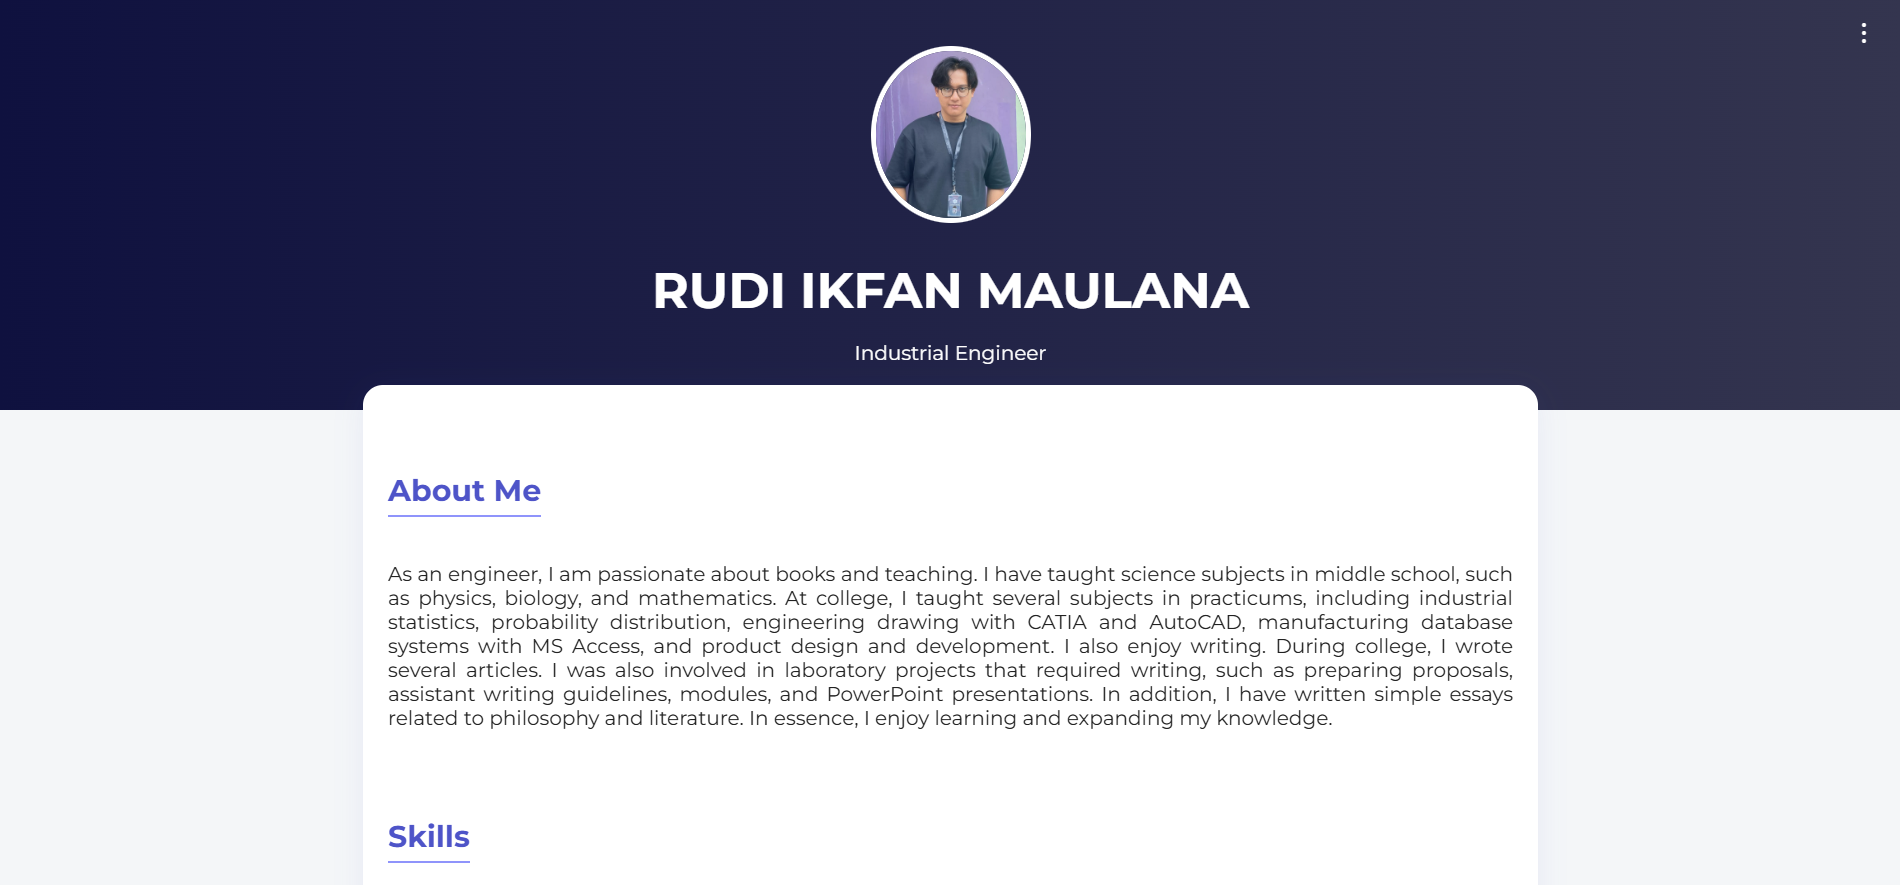 RUDI IKFAN MAULANA
Industrial Engineer
About Me
As an engineer, I am passionate about books and teaching. I have taught science subjects in middle school, such
as physics, biology, and mathematics. At college, I taught several subjects in practicums, including industrial
statistics, probability distribution, engineering drawing with CATIA and AutoCAD, manufacturing database
systems with MS Access, and product design and development. I also enjoy writing. During college, I wrote
several articles. I was also involved in laboratory projects that required writing, such as preparing proposals,
assistant writing guidelines, modules, and PowerPoint presentations. In addition, I have written simple essays
related to philosophy and literature. In essence, I enjoy learning and expanding my knowledge.
Skills